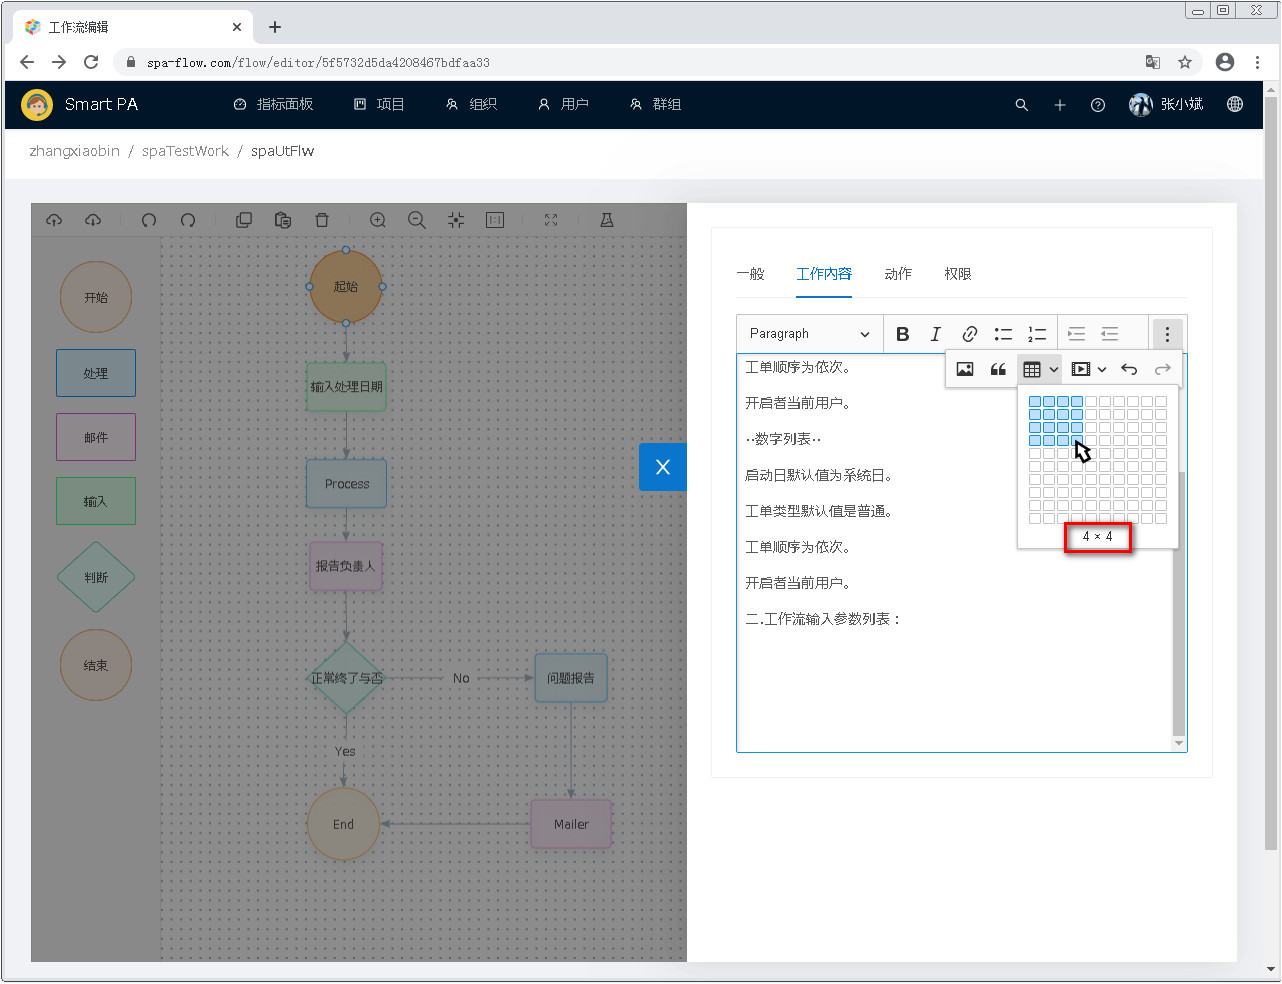 工作流编辑
spa-flow.com/flow/editor/5f5732d5da4208467bdfaa33
Smart PA
指标面板
项目
组织
用户
群组
张小斌
zhangxiaobin / spaTestWork / spaUtFlw
开始
处理
邮件
输入
判断
结束
起始
输入处理日期
Process
报告负责人
正常终了与否
No
问题报告
Yes
End
Mailer
X
一般
工作内容
动作
权限
Paragraph
B
I
工单顺序为依次。
开启者当前用户。
··数字列表··
启动日默认值为系统日。
工单类型默认值是普通。
工单顺序为依次。
开启者当前用户。
二.工作流输入参数列表：
4 × 4